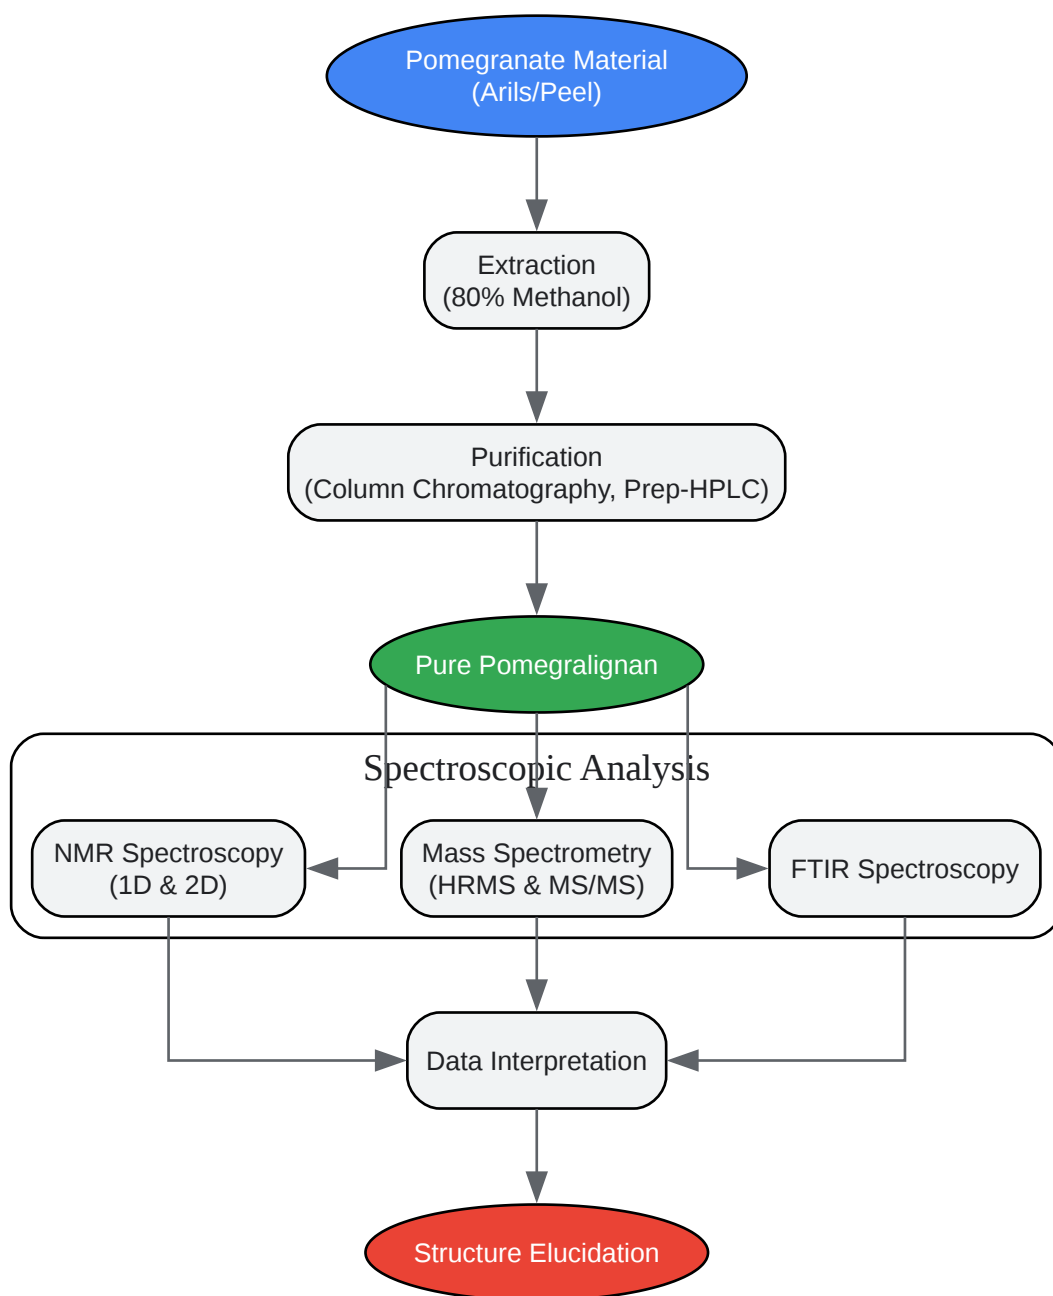 Pomegranate Material
(Arils/Peel)
Extraction
(80% Methanol)
Purification
(Column Chromatography, Prep-HPLC)
Pure Pomegralignan
Spectroscopic Analysis
NMR Spectroscopy
(1D & 2D)
Mass Spectrometry
(HRMS & MS/MS)
FTIR Spectroscopy
Data Interpretation
Structure Elucidation